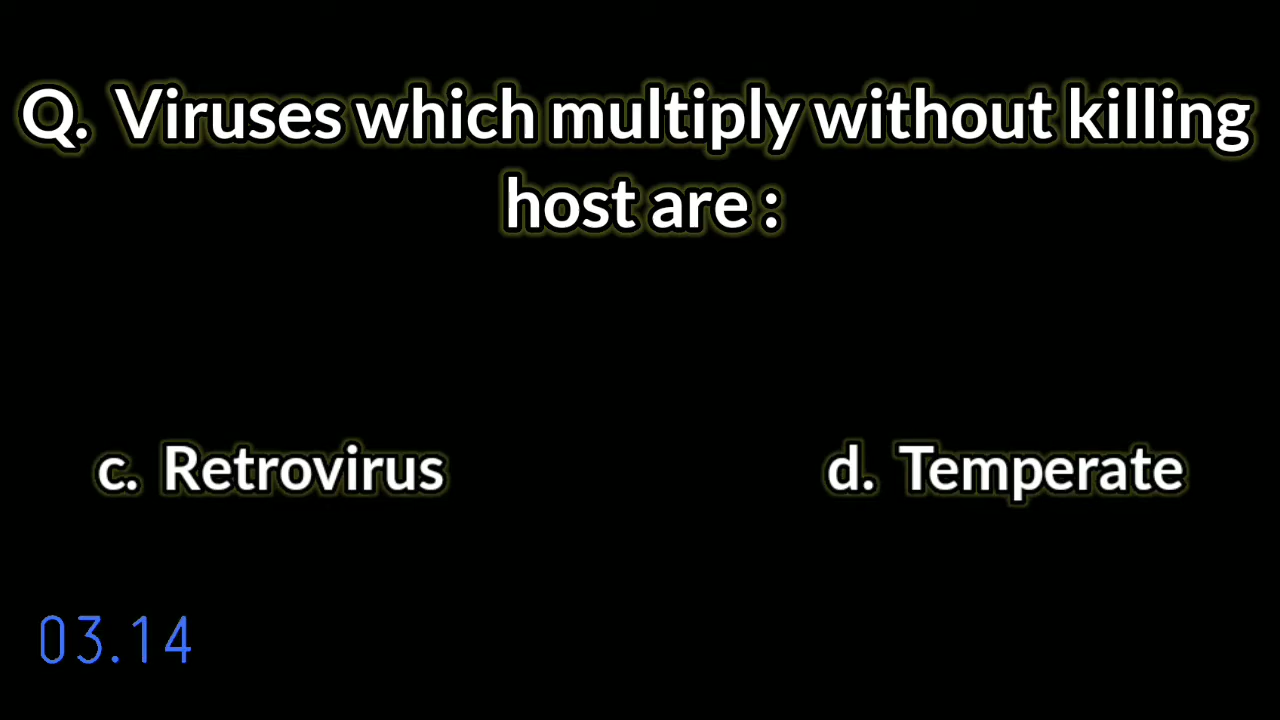 Q. Viruses which multiply without killing
host are :
c. Retrovirus
d. Temperate
03.14